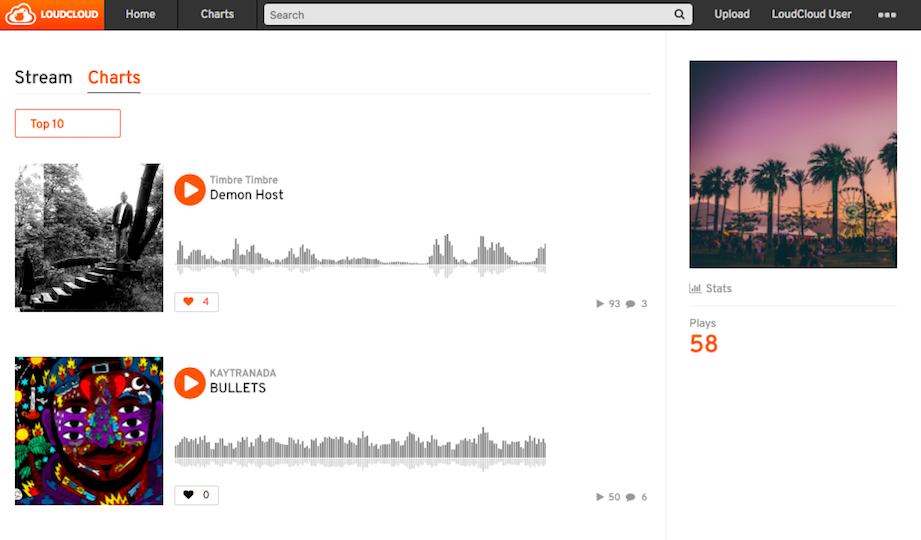 LOUDCLOUD Home Charts Search Upload LoudCloud User
Stream Charts
Top 10
Timbre Timbre
Demon Host
4
93 3
KAYTRANADA
BULLETS
0
50 6
Stats
Plays
58